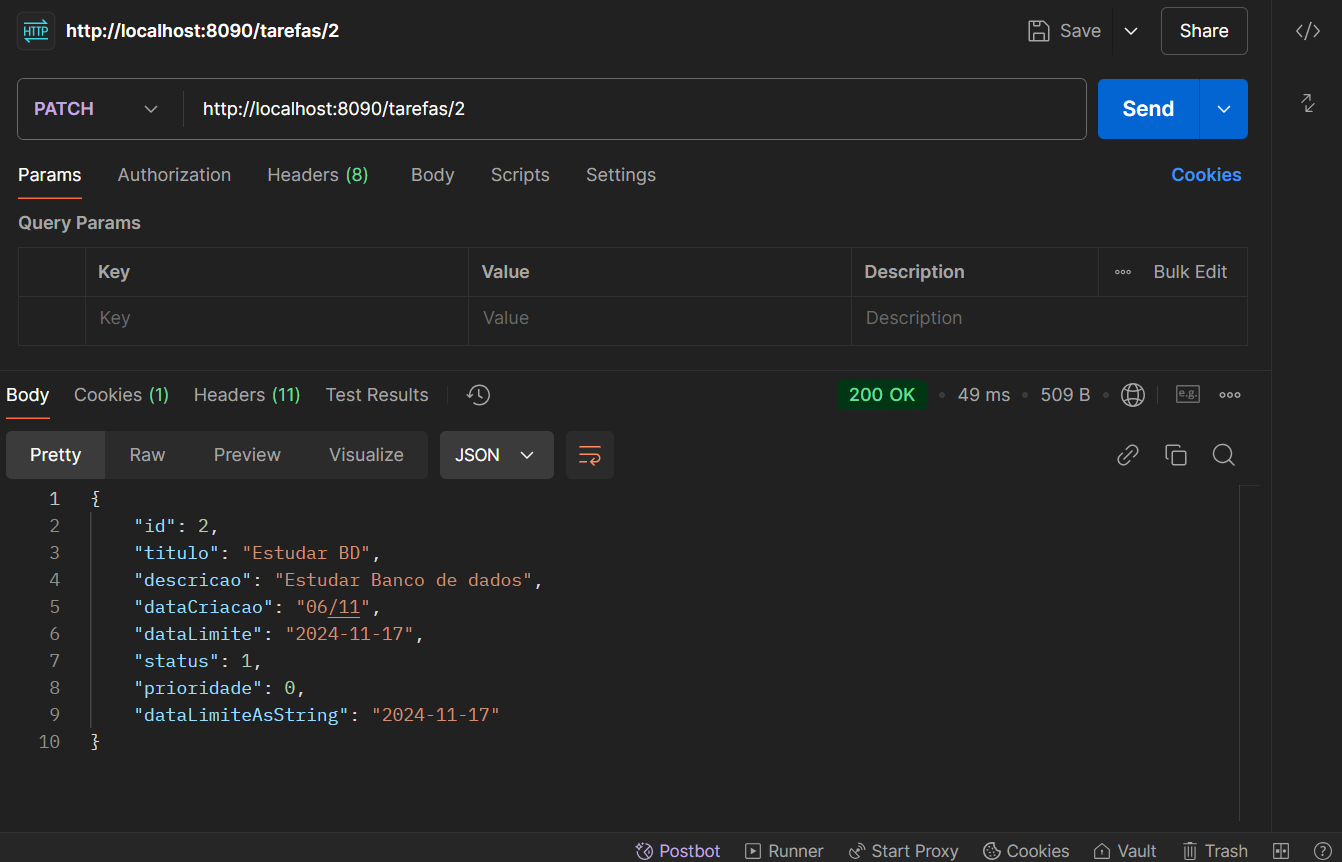 HTTP http://localhost:8090/tarefas/2 Save Share
PATCH http://localhost:8090/tarefas/2 Send
Params Authorization Headers (8) Body Scripts Settings Cookies
Query Params
Key Value Description Bulk Edit
Key Value Description
Body Cookies (1) Headers (11) Test Results 200 OK 49 ms 509 B e.g.
Pretty Raw Preview Visualize JSON
1 {
2 "id": 2,
3 "titulo": "Estudar BD",
4 "descricao": "Estudar Banco de dados",
5 "dataCriacao": "06/11",
6 "dataLimite": "2024-11-17",
7 "status": 1,
8 "prioridade": 0,
9 "dataLimiteAsString": "2024-11-17"
10 }
Postbot Runner Start Proxy Cookies Vault Trash